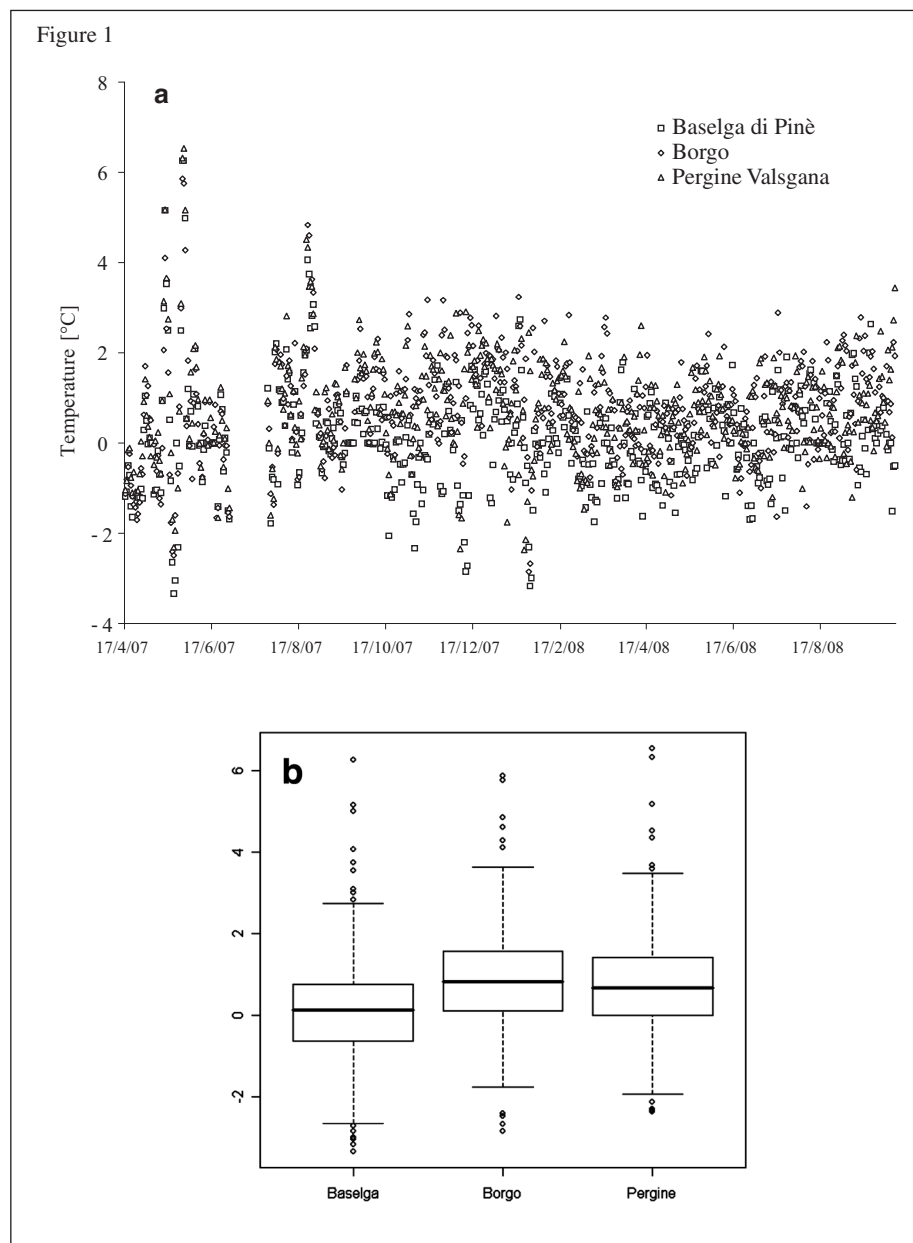 Figure 1
a
8
6
4
2
0
- 2
- 4
Temperature [°C]
Baselga di Pinè
Borgo
Pergine Valsgana
17/4/07 17/6/07 17/8/07 17/10/07 17/12/07 17/2/08 17/4/08 17/6/08 17/8/08
b
6
4
2
0
-2
Baselga Borgo Pergine